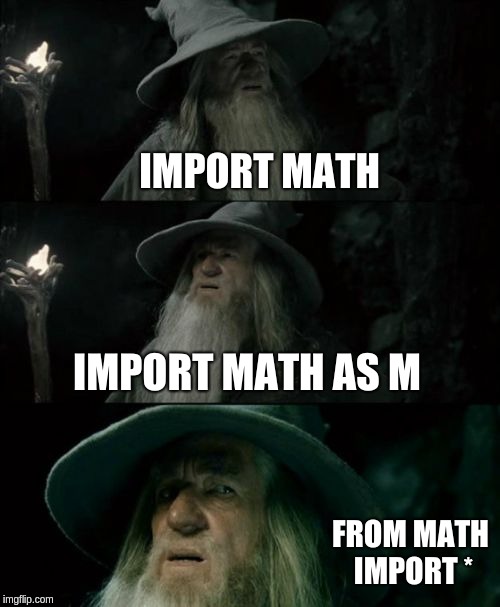 IMPORT MATH
IMPORT MATH AS M
FROM MATH
IMPORT *
imgflip.com